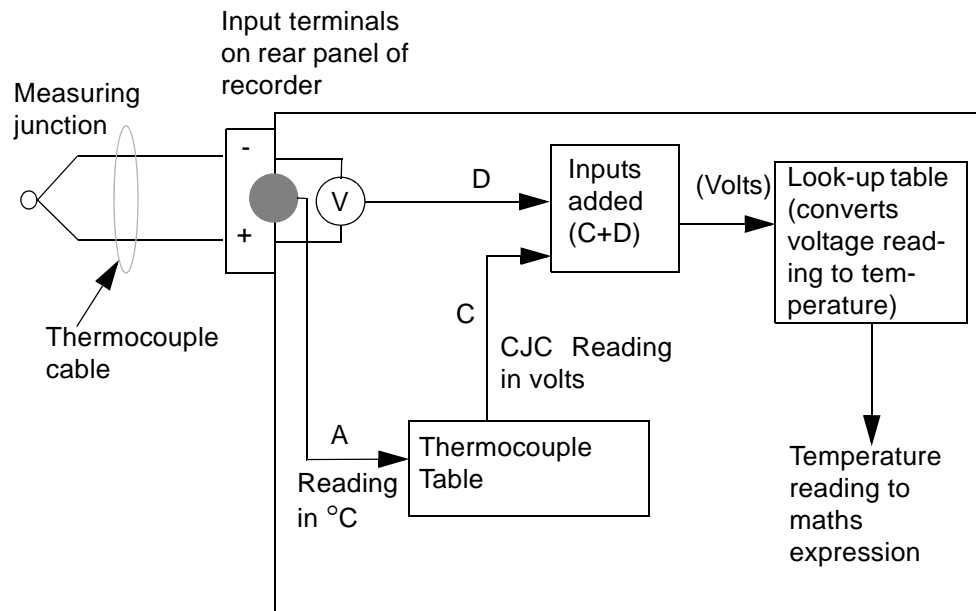 Input terminals
on rear panel of
recorder
Measuring
junction
-
+
V
D
Inputs
added
(C+D)
(Volts)
Look-up table
(converts
voltage read-
ing to tem-
perature)
Thermocouple
cable
C
CJC Reading
in volts
A
Reading
in °C
Thermocouple
Table
Temperature
reading to
maths
expression